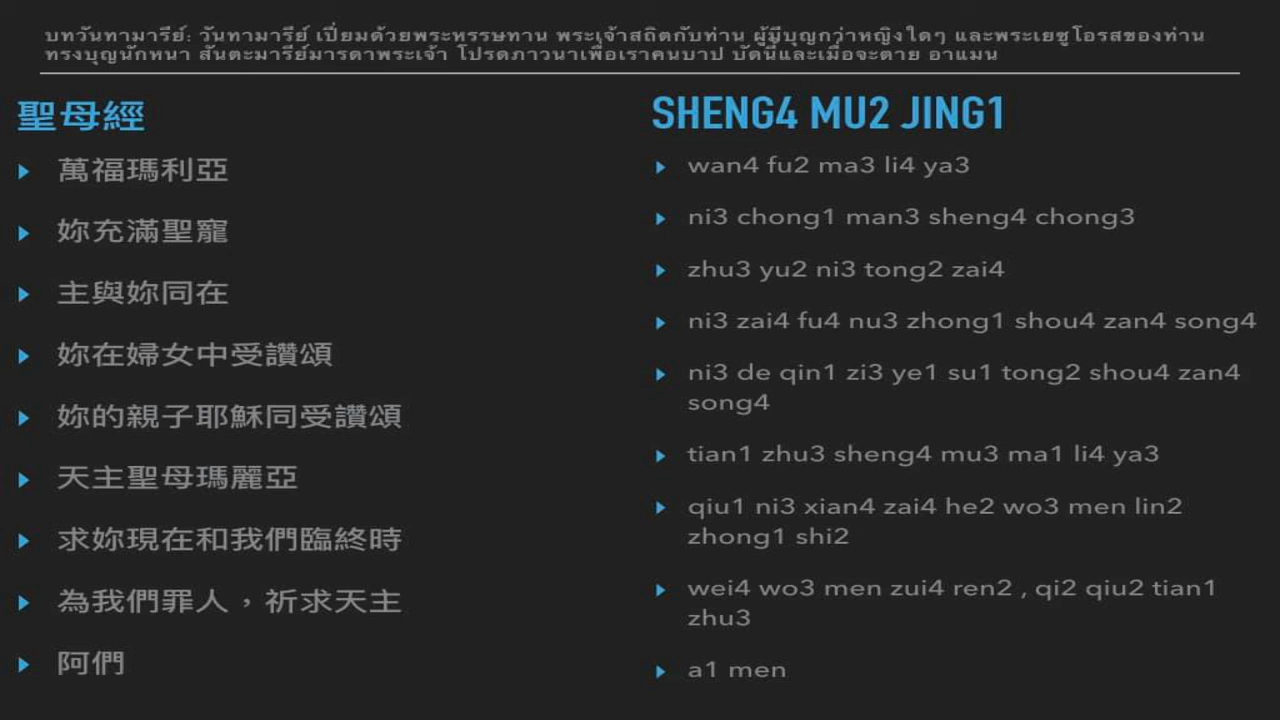 บทวันทามารีย์: วันทามารีย์ เปี่ยมด้วยพระหรรษทาน พระเจ้าสถิตกับท่าน ผู้มีบุญกว่าหญิงใดๆ และพระเยซูโอรสของท่าน
ทรงบุญนักหนา สันตะมารีย์มารดาพระเจ้า โปรดภาวนาเพื่อเราคนบาป บัดนี้และเมื่อจะตาย อาแมน
聖母經
萬福瑪利亞
妳充滿聖寵
主與妳同在
妳在婦女中受讚頌
妳的親子耶穌同受讚頌
天主聖母瑪麗亞
求妳現在和我們臨終時
為我們罪人，祈求天主
阿們
SHENG4 MU2 JING1
wan4 fu2 ma3 li4 ya3
ni3 chong1 man3 sheng4 chong3
zhu3 yu2 ni3 tong2 zai4
ni3 zai4 fu4 nu3 zhong1 shou4 zan4 song4
ni3 de qin1 zi3 ye1 su1 tong2 shou4 zan4
song4
tian1 zhu3 sheng4 mu3 ma1 li4 ya3
qiu1 ni3 xian4 zai4 he2 wo3 men lin2
zhong1 shi2
wei4 wo3 men zui4 ren2 , qi2 qiu2 tian1
zhu3
a1 men